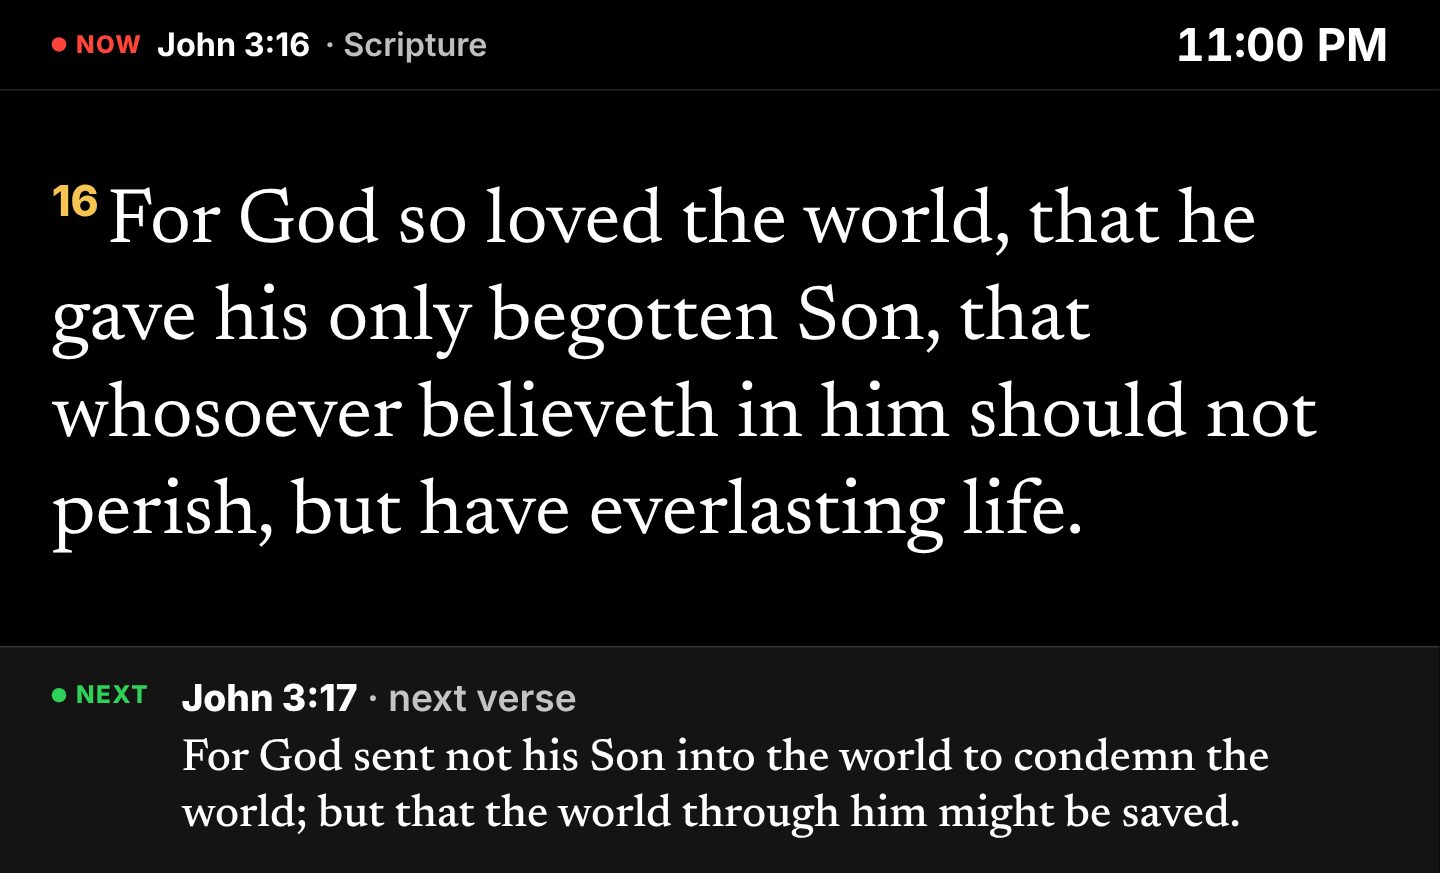 NOW John 3:16 · Scripture
11:00 PM
16 For God so loved the world, that he
gave his only begotten Son, that
whosoever believeth in him should not
perish, but have everlasting life.
NEXT John 3:17 · next verse
For God sent not his Son into the world to condemn the
world; but that the world through him might be saved.